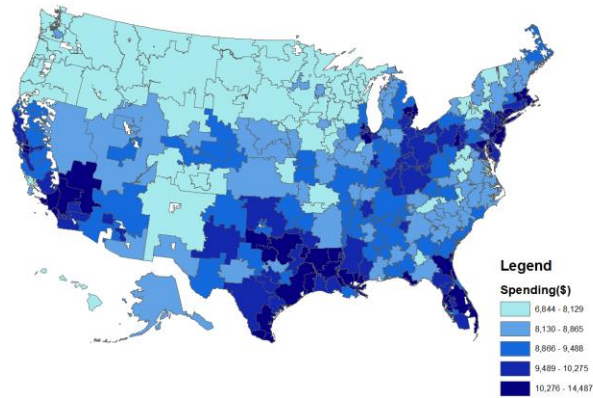 Legend
Spending($)
6,844 - 8,129
8,130 - 8,865
8,866 - 9,488
9,489 - 10,275
10,276 - 14,487